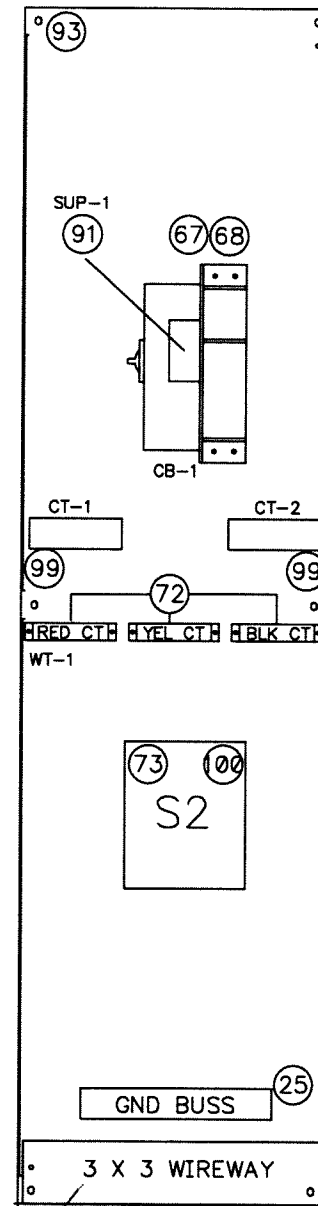 93
SUP-1
91
67 68
CB-1
CT-1 CT-2
99 99
72
RED CT YEL CT BLK CT
WT-1
73 100
S2
25
GND BUSS
3 X 3 WIREWAY